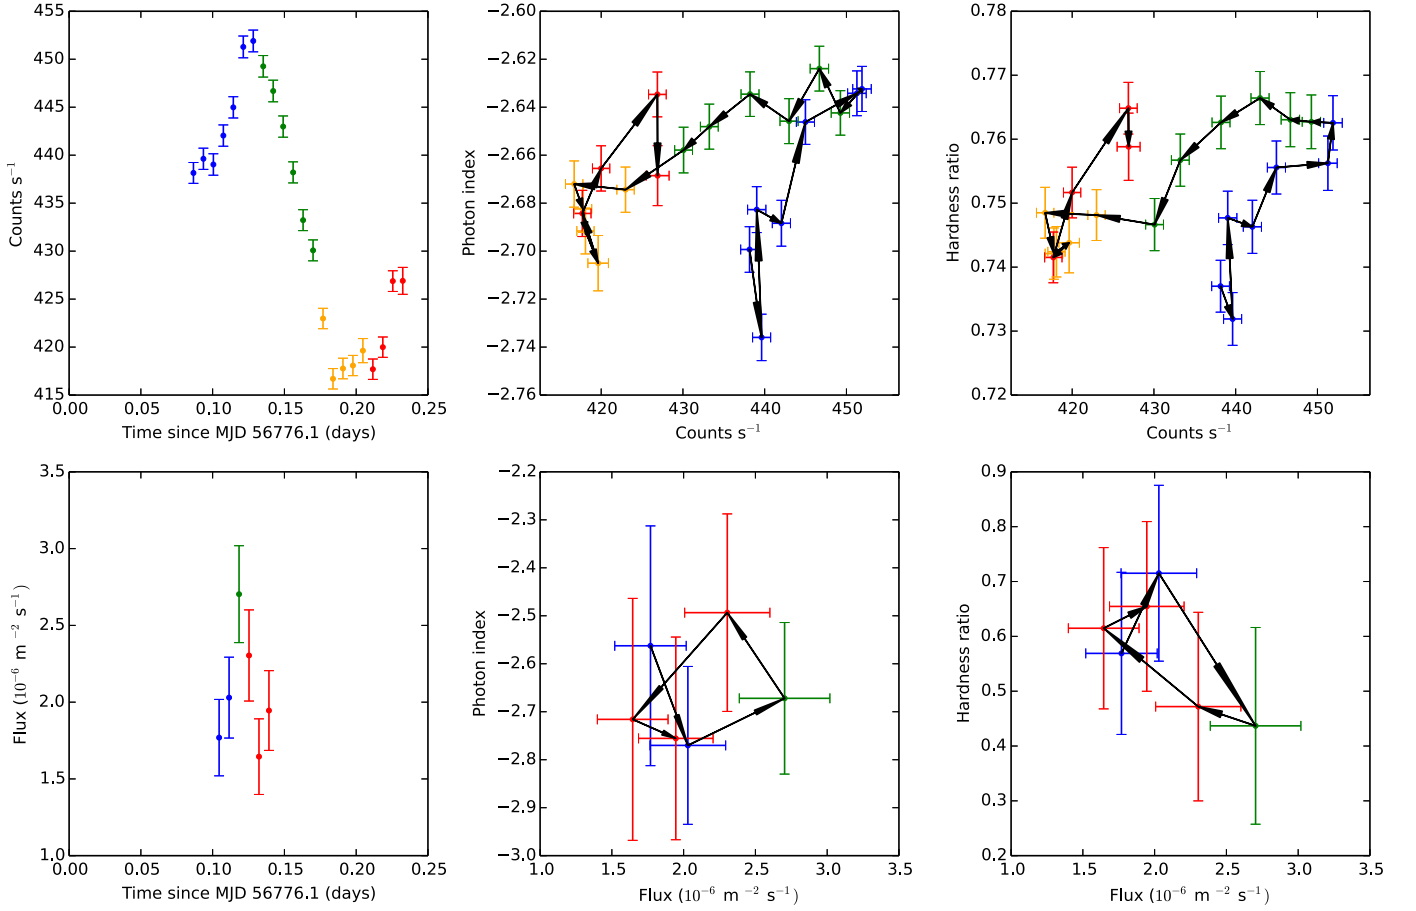 455
450
445
440
435
430
425
420
415
Counts s⁻¹
0.00 0.05 0.10 0.15 0.20 0.25
Time since MJD 56776.1 (days)
−2.60
−2.62
−2.64
−2.66
−2.68
−2.70
−2.72
−2.74
−2.76
Photon index
420 430 440 450
Counts s⁻¹
0.78
0.77
0.76
0.75
0.74
0.73
0.72
Hardness ratio
420 430 440 450
Counts s⁻¹
3.5
3.0
2.5
2.0
1.5
1.0
Flux (10⁻⁶ m ⁻² s⁻¹)
0.00 0.05 0.10 0.15 0.20 0.25
Time since MJD 56776.1 (days)
−2.2
−2.3
−2.4
−2.5
−2.6
−2.7
−2.8
−2.9
−3.0
Photon index
1.0 1.5 2.0 2.5 3.0 3.5
Flux (10⁻⁶ m ⁻² s⁻¹)
0.9
0.8
0.7
0.6
0.5
0.4
0.3
0.2
Hardness ratio
1.0 1.5 2.0 2.5 3.0 3.5
Flux (10⁻⁶ m ⁻² s⁻¹)